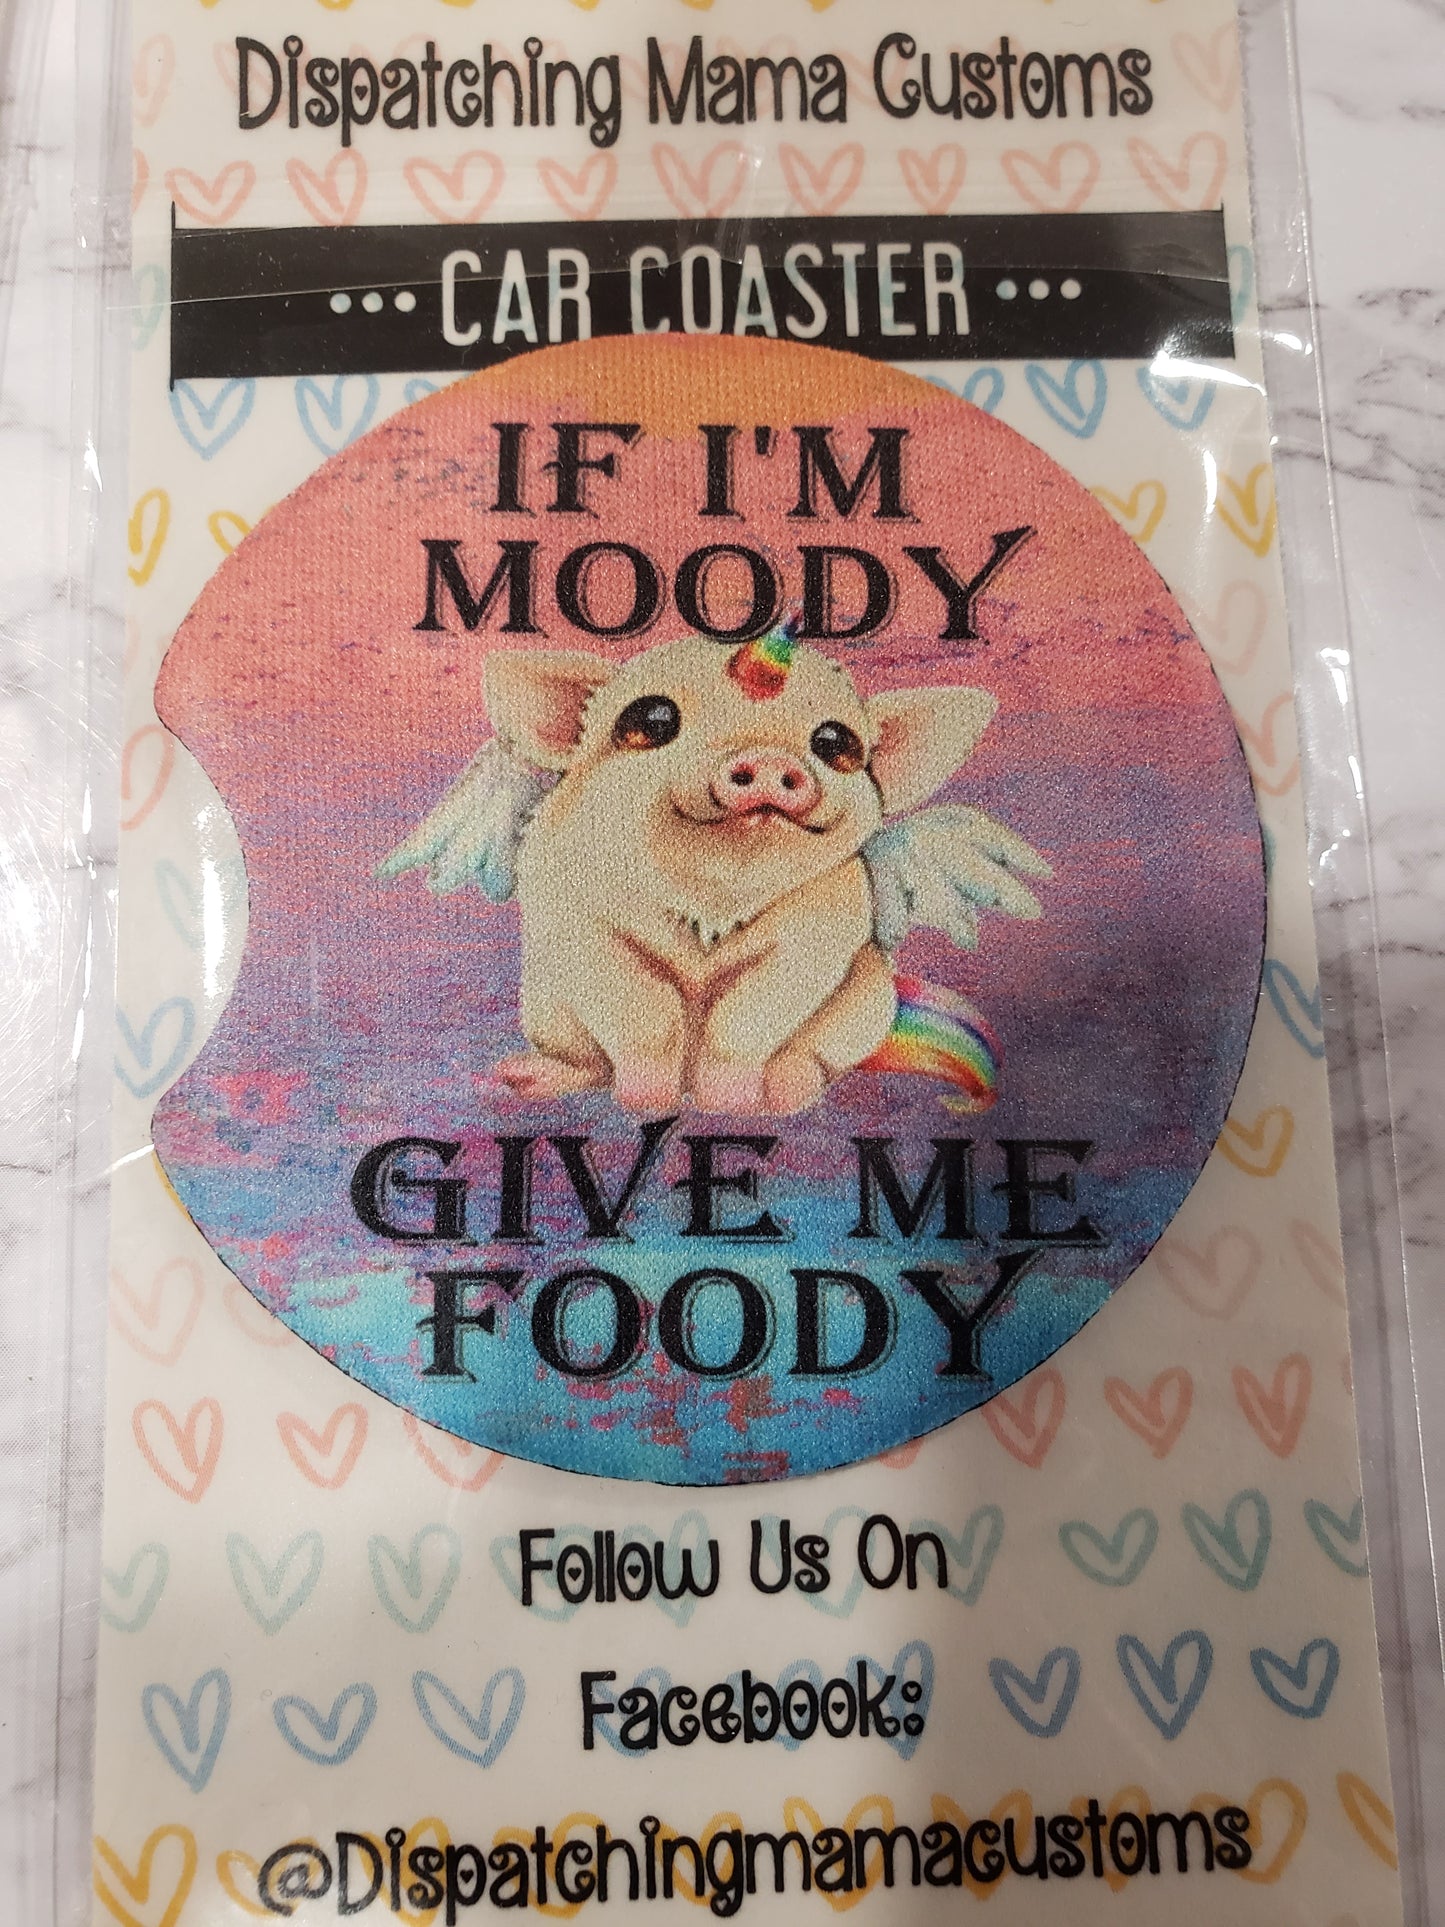 Dispatching Mama Customs
••• CAR COASTER •••
IF I'M
MOODY
GIVE ME
FOODY
Follow Us On
Facebook:
@Dispatchingmamacustoms